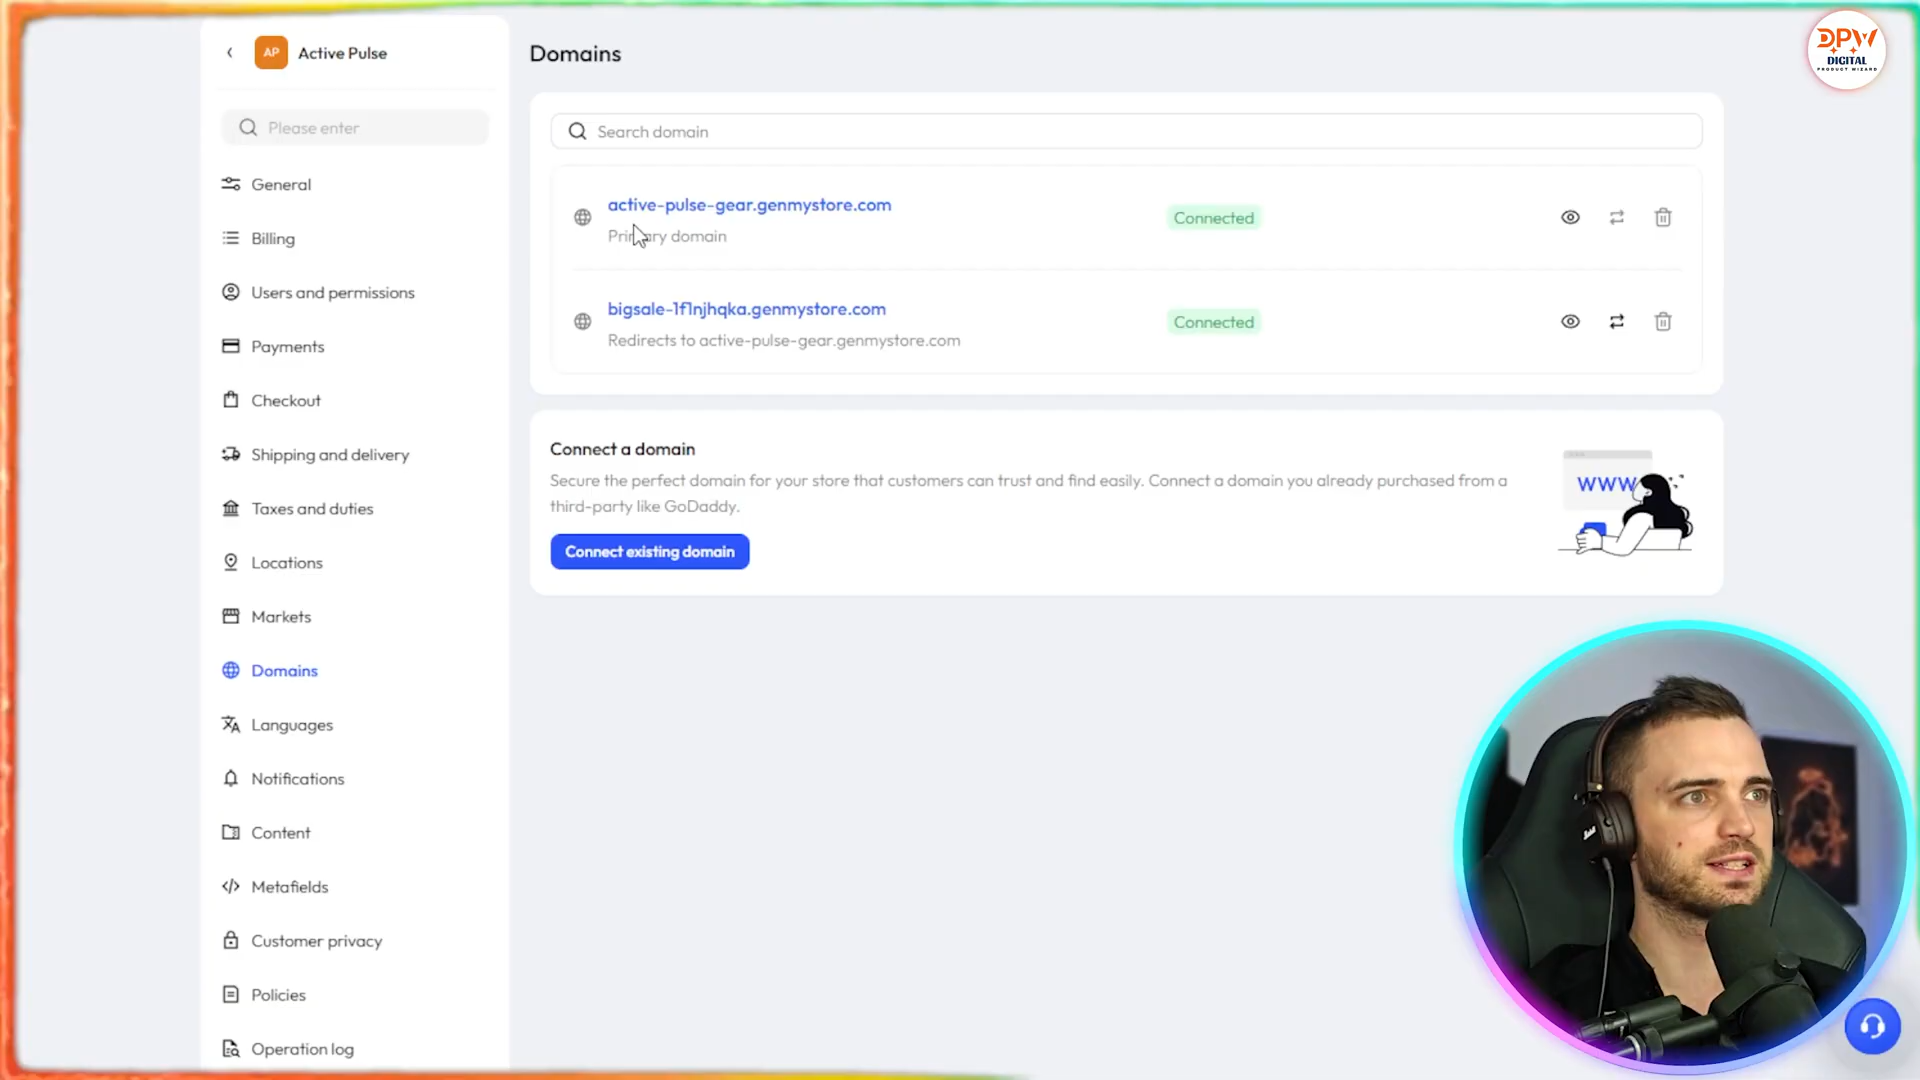 AP Active Pulse
Please enter
General
Billing
Users and permissions
Payments
Checkout
Shipping and delivery
Taxes and duties
Locations
Markets
Domains
Languages
Notifications
Content
Metafields
Customer privacy
Policies
Operation log
Domains
Search domain
active-pulse-gear.genmystore.com
Primary domain
Connected
bigsale-1f1njhqka.genmystore.com
Redirects to active-pulse-gear.genmystore.com
Connected
Connect a domain
Secure the perfect domain for your store that customers can trust and find easily. Connect a domain you already purchased from a
third-party like GoDaddy.
Connect existing domain
WWW
DPW
DIGITAL
PRODUCT WIZARD
Marshall